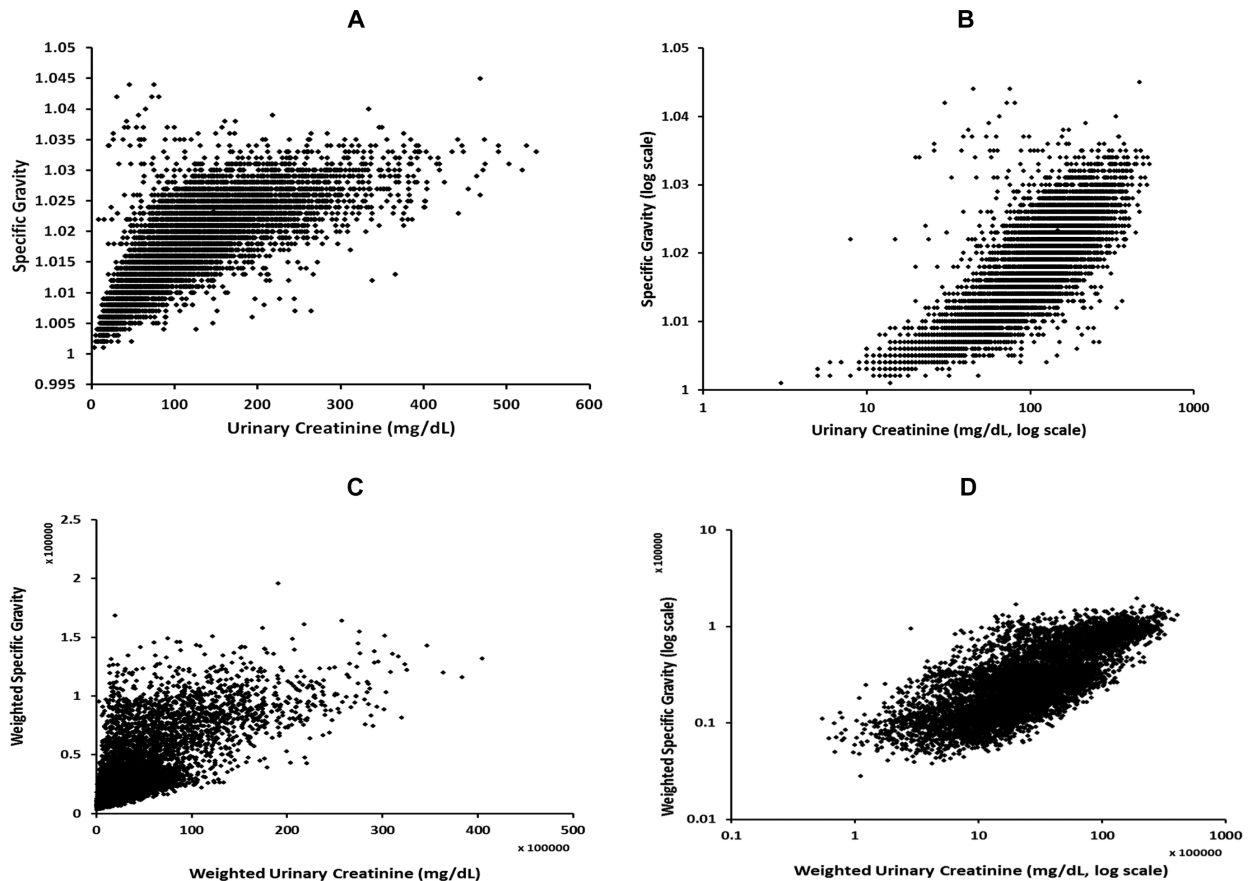 A
1.05
1.045
1.04
1.035
1.03
1.025
1.02
1.015
1.01
1.005
1
0.995
Specific Gravity
0 100 200 300 400 500 600
Urinary Creatinine (mg/dL)
B
1.05
1.04
1.03
1.02
1.01
1
Specific Gravity (log scale)
1 10 100 1000
Urinary Creatinine (mg/dL, log scale)
C
x 100000
2.5
2
1.5
1
0.5
0
Weighted Specific Gravity
0 100 200 300 400 500
x 100000
Weighted Urinary Creatinine (mg/dL)
D
x 100000
10
1
0.1
0.01
Weighted Specific Gravity (log scale)
0.1 1 10 100 1000
x 100000
Weighted Urinary Creatinine (mg/dL, log scale)